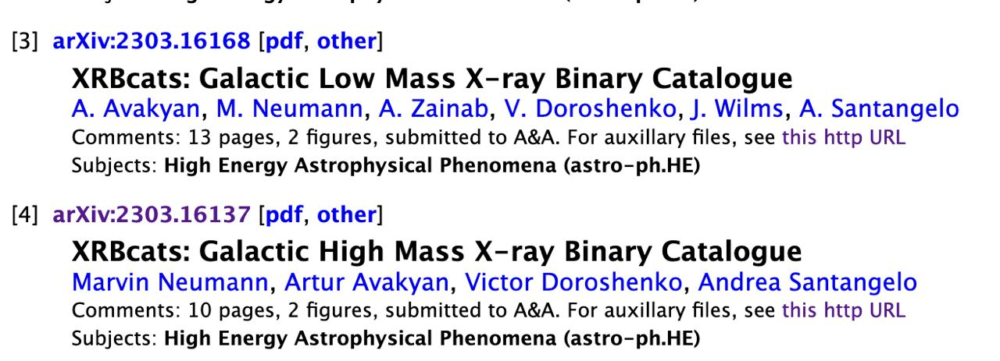 [3] arXiv:2303.16168 [pdf, other]
XRBcats: Galactic Low Mass X-ray Binary Catalogue
A. Avakyan, M. Neumann, A. Zainab, V. Doroshenko, J. Wilms, A. Santangelo
Comments: 13 pages, 2 figures, submitted to A&A. For auxillary files, see this http URL
Subjects: High Energy Astrophysical Phenomena (astro-ph.HE)
[4] arXiv:2303.16137 [pdf, other]
XRBcats: Galactic High Mass X-ray Binary Catalogue
Marvin Neumann, Artur Avakyan, Victor Doroshenko, Andrea Santangelo
Comments: 10 pages, 2 figures, submitted to A&A. For auxillary files, see this http URL
Subjects: High Energy Astrophysical Phenomena (astro-ph.HE)